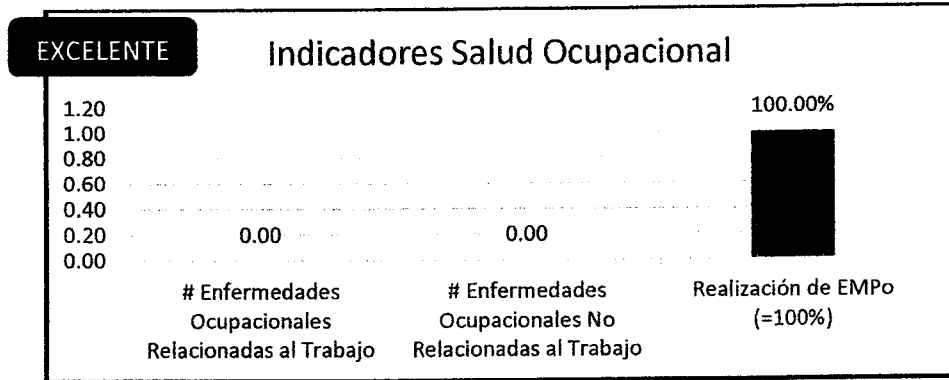 EXCELENTE
Indicadores Salud Ocupacional
1.20
1.00
0.80
0.60
0.40
0.20
0.00
0.00
0.00
100.00%
# Enfermedades
Ocupacionales
Relacionadas al Trabajo
# Enfermedades
Ocupacionales No
Relacionadas al Trabajo
Realización de EMPo
(=100%)